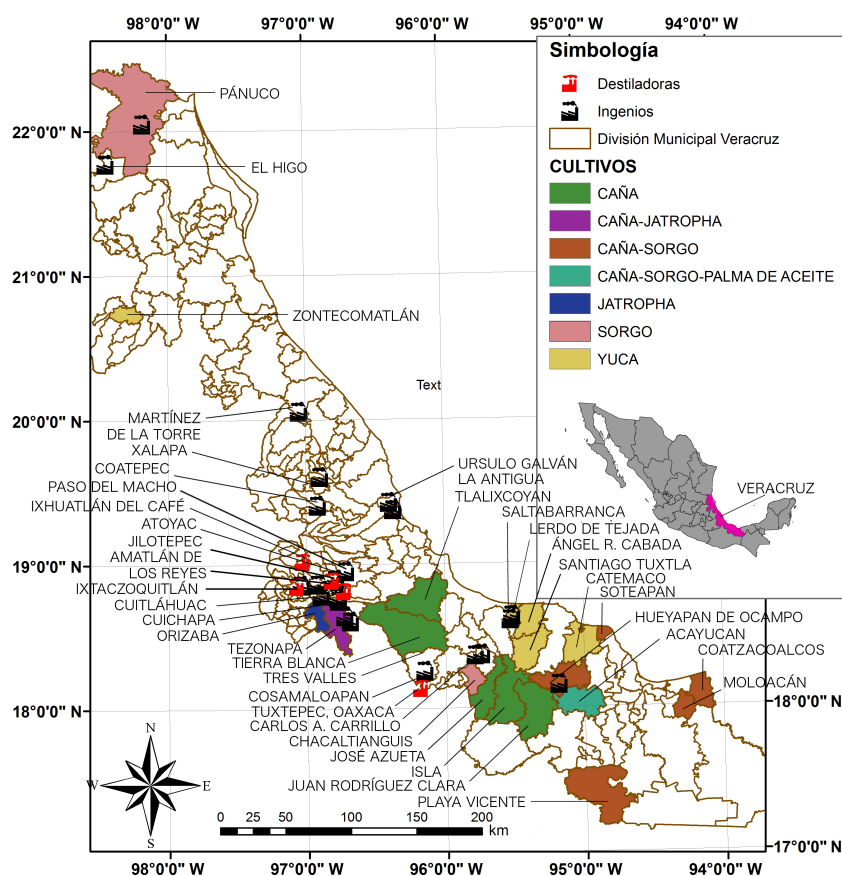 98°0'0" W
97°0'0" W
96°0'0" W
95°0'0" W
94°0'0" W
Simbología
Destiladoras
Ingenios
División Municipal Veracruz
CULTIVOS
CAÑA
CAÑA-JATROPHA
CAÑA-SORGO
CAÑA-SORGO-PALMA DE ACEITE
JATROPHA
SORGO
YUCA
VERACRUZ
22°0'0" N
21°0'0" N
20°0'0" N
19°0'0" N
18°0'0" N
PÁNUCO
EL HIGO
ZONTECOMATLÁN
Text
MARTÍNEZ
DE LA TORRE
XALAPA
COATEPEC
PASO DEL MACHO
IXHUATLÁN DEL CAFÉ
ATOYAC
JILOTEPEC
AMATLÁN DE
LOS REYES
IXTACZOQUITLÁN
CUITLÁHUAC
CUICHAPA
ORIZABA
TEZONAPA
TIERRA BLANCA
TRES VALLES
COSAMALOAPAN
TUXTEPEC, OAXACA
CARLOS A. CARRILLO
CHACALTIANGUIS
JOSÉ AZUETA
ISLA
JUAN RODRÍGUEZ CLARA
PLAYA VICENTE
URSULO GALVÁN
LA ANTIGUA
TLALIXCOYAN
SALTABARRANCA
LERDO DE TEJADA
ÁNGEL R. CABADA
SANTIAGO TUXTLA
CATEMACO
SOTEAPAN
HUEYAPAN DE OCAMPO
ACAYUCAN
COATZACOALCOS
MOLOACÁN
18°0'0" N
17°0'0" N
N
W
E
S
0 25 50 100 150 200
km
98°0'0" W
97°0'0" W
96°0'0" W
95°0'0" W
94°0'0" W